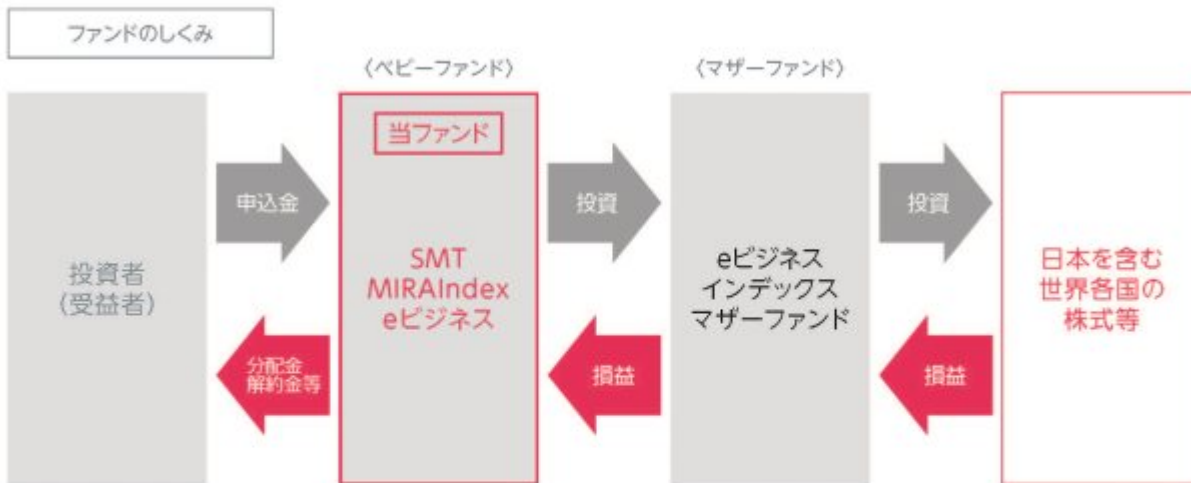 ファンドのしくみ
〈ベビーファンド〉
〈マザーファンド〉
投資者
（受益者）
申込金
分配金
解約金等
当ファンド
SMT
MIRAIndex
eビジネス
投資
損益
eビジネス
インデックス
マザーファンド
投資
損益
日本を含む
世界各国の
株式等